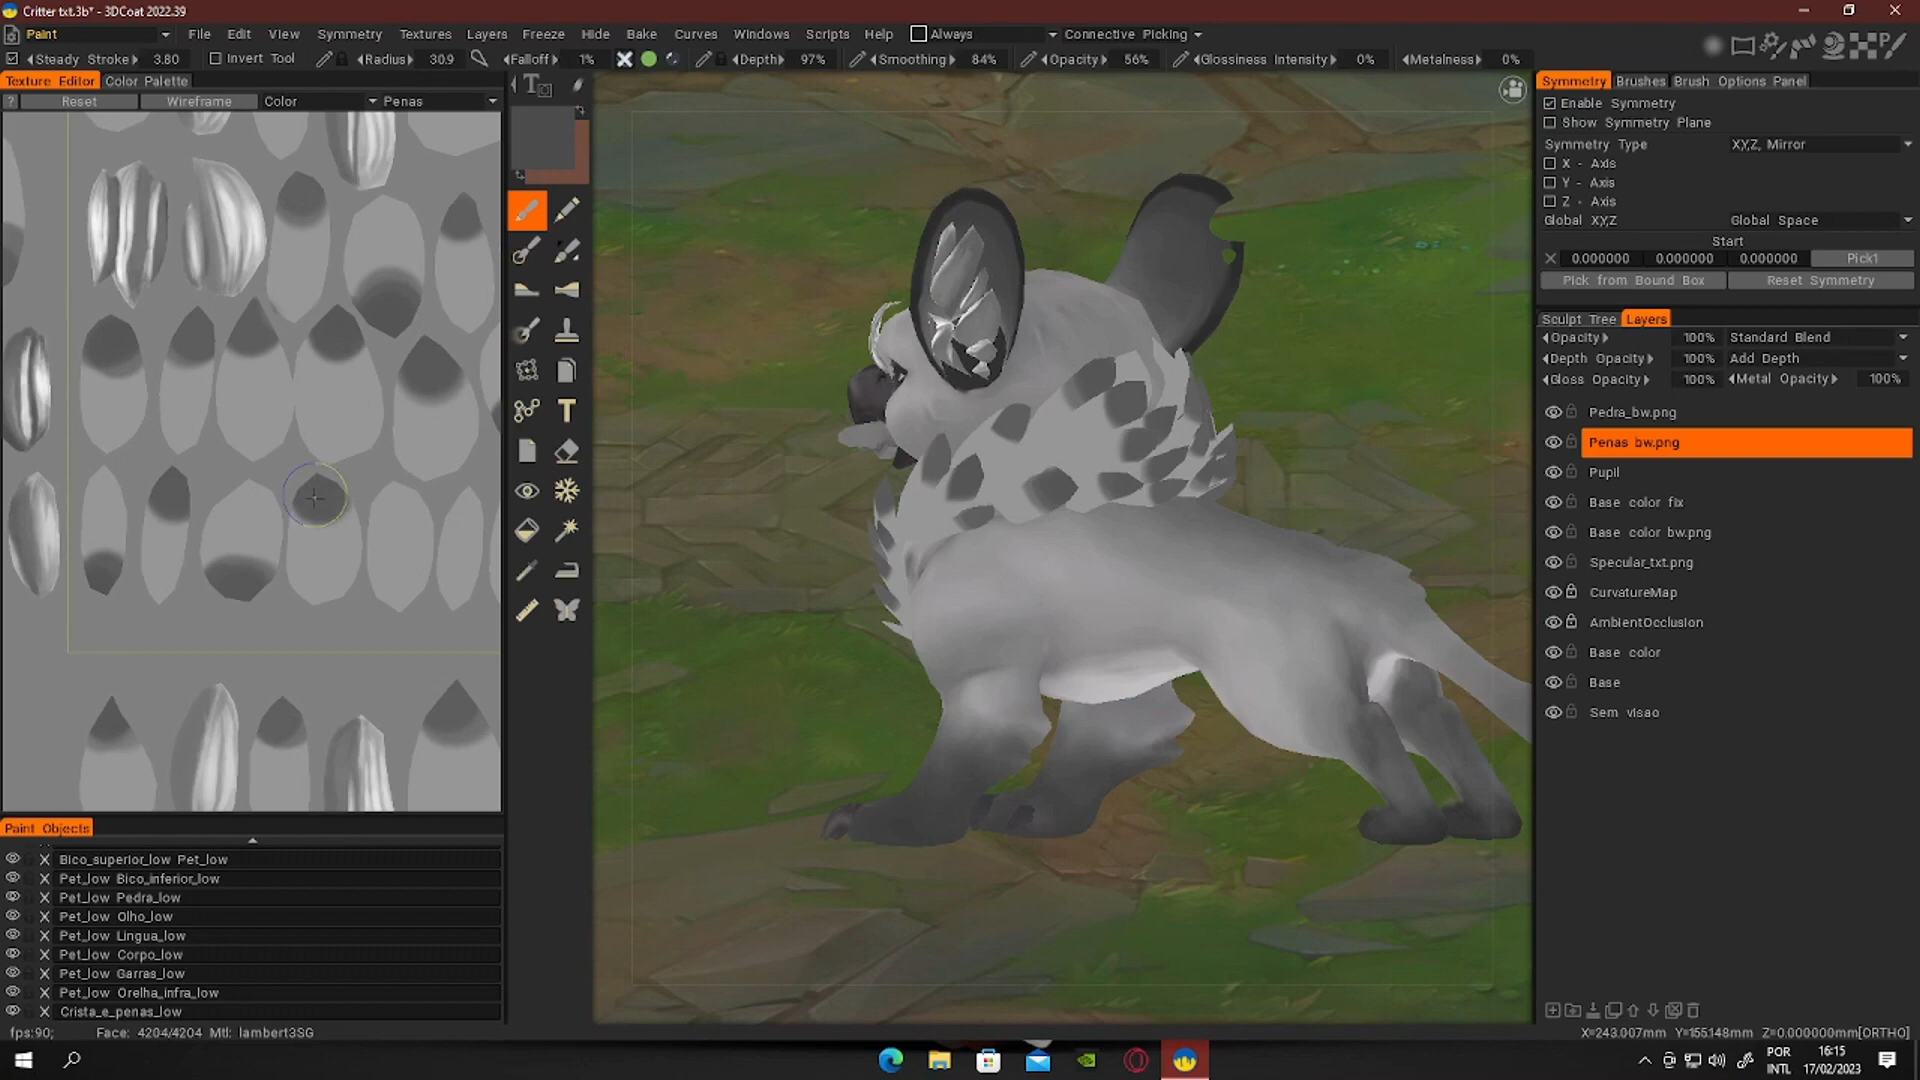 Critter txt.3b* - 3DCoat 2022.39
Paint File Edit View Symmetry Textures Layers Freeze Hide Bake Curves Windows Scripts Help Always Connective Picking
Steady Stroke 3.80 Invert Tool Radius 30.9 Falloff 1% Depth 97% Smoothing 84% Opacity 56% Glossiness Intensity 0% Metalness 0%
Texture Editor Color Palette
? Reset Wireframe Color Penas
Symmetry Brushes Brush Options Panel
Enable Symmetry
Show Symmetry Plane
Symmetry Type XYZ, Mirror
X - Axis
Y - Axis
Z - Axis
Global XYZ Global Space
Start
0.000000 0.000000 0.000000 Pick1
Pick from Bound Box Reset Symmetry
Sculpt Tree Layers
Opacity 100% Standard Blend
Depth Opacity 100% Add Depth
Gloss Opacity 100% Metal Opacity 100%
Pedra_bw.png
Penas bw.png
Pupil
Base color fix
Base color bw.png
Specular_txt.png
CurvatureMap
AmbientOcclusion
Base color
Base
Sem visao
Paint Objects
X Bico_superior_low Pet_low
X Pet_low Bico_inferior_low
X Pet_low Pedra_low
X Pet_low Olho_low
X Pet_low Lingua_low
X Pet_low Corpo_low
X Pet_low Garras_low
X Pet_low Orelha_infra_low
X Crista_e_penas_low
fps:90; Face: 4204/4204 Mtl: lambert3SG
X=243.007mm Y=155.148mm Z=0.000000mm[ORTHO]
POR
INTL
16:15
17/02/2023